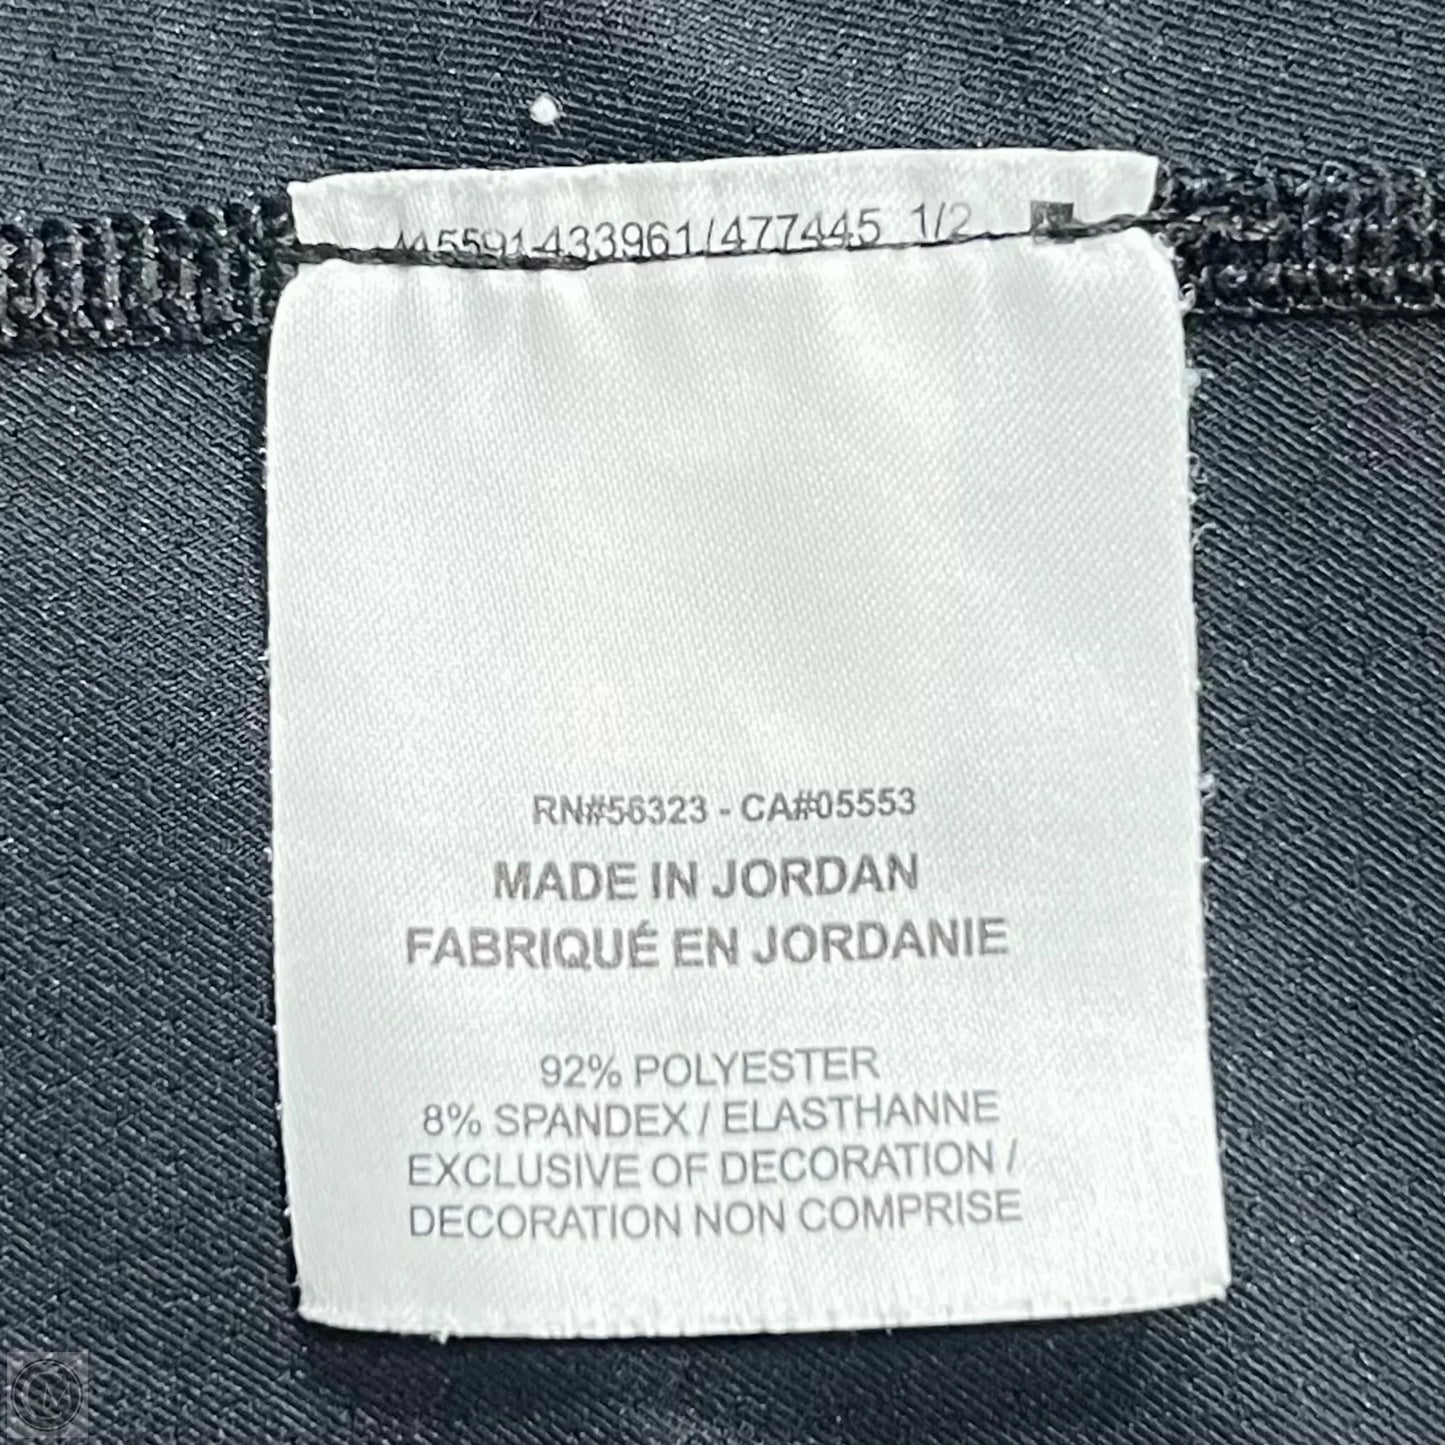 433961/477445 1/2
RN#56323 - CA#05553
MADE IN JORDAN
FABRIQUÉ EN JORDANIE
92% POLYESTER
8% SPANDEX / ELASTHANNE
EXCLUSIVE OF DECORATION /
DECORATION NON COMPRISE
M